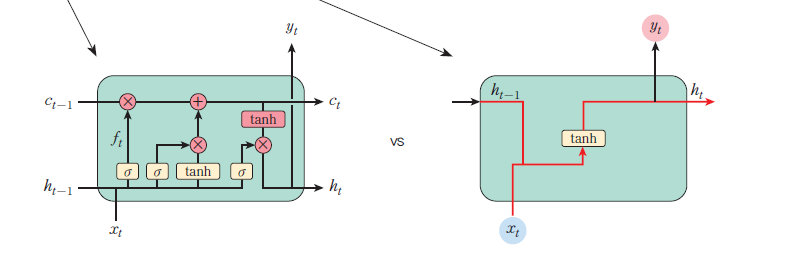 y_t
y_t
c_{t−1} × + c_t
h_{t−1} h_t
tanh
f_t × ×
vs
tanh
σ σ tanh σ
h_{t−1} h_t
x_t
x_t